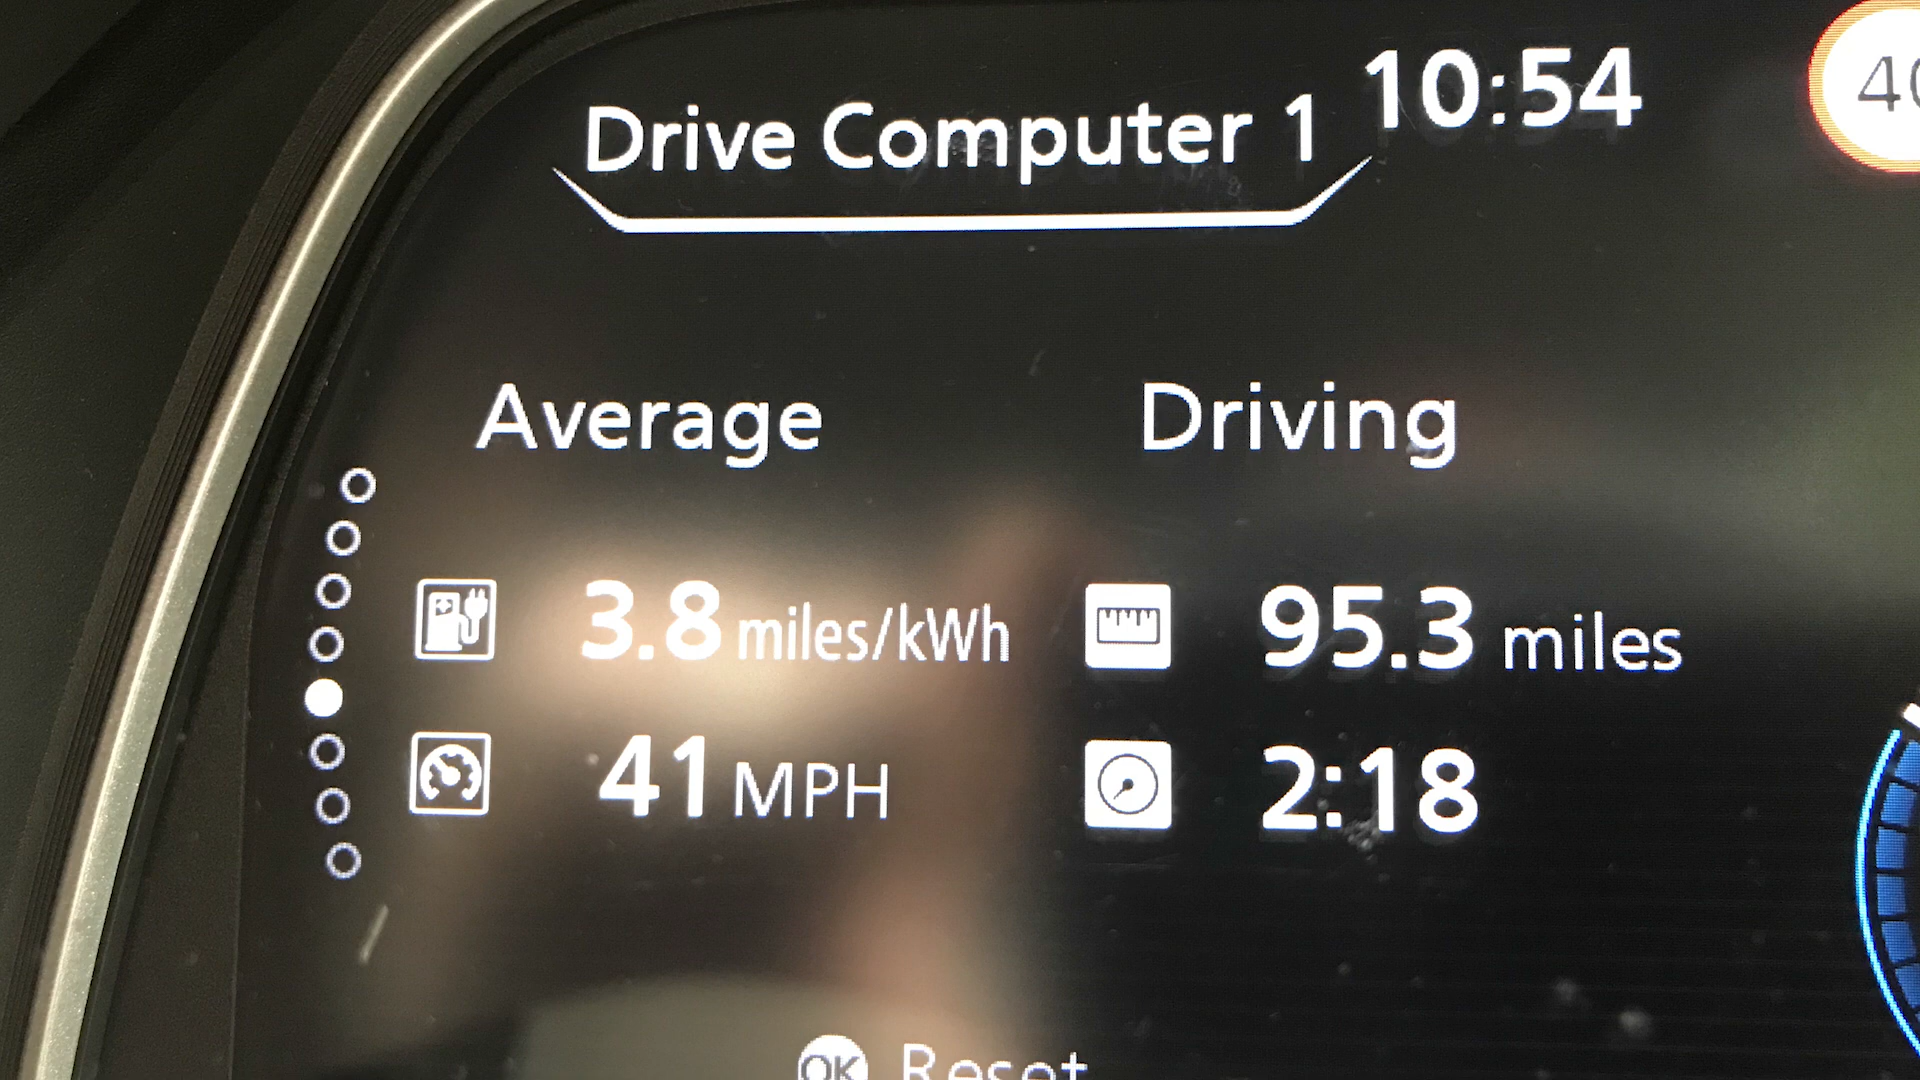 10:54
Drive Computer 1
Average Driving
3.8 miles/kWh 95.3 miles
41 MPH 2:18
OK Reset